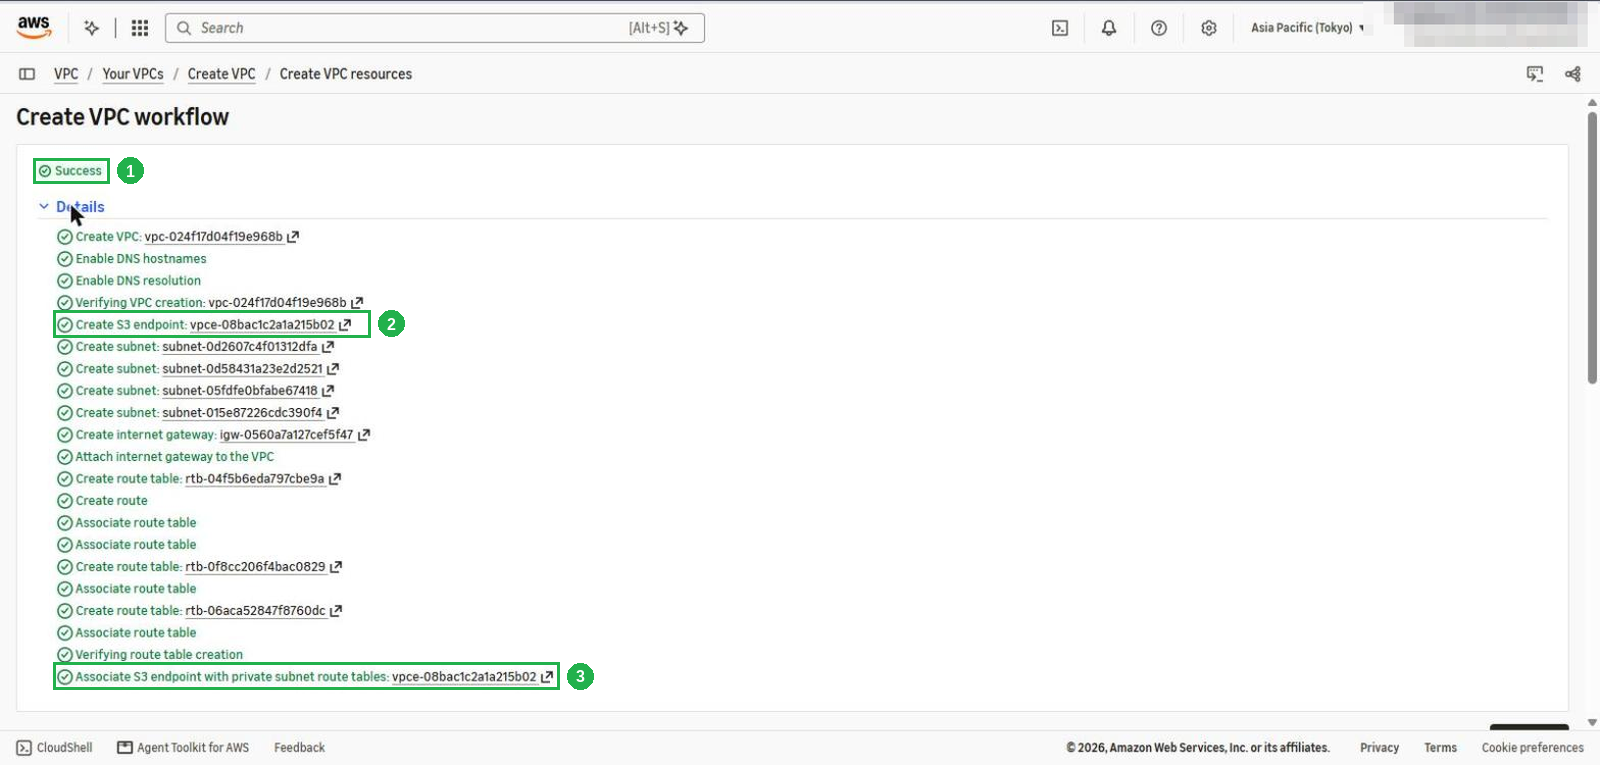 aws
Search [Alt+S]
Asia Pacific (Tokyo)
VPC / Your VPCs / Create VPC / Create VPC resources
Create VPC workflow
Success 1
Details
Create VPC: vpc-024f17d04f19e968b
Enable DNS hostnames
Enable DNS resolution
Verifying VPC creation: vpc-024f17d04f19e968b
Create S3 endpoint: vpce-08bac1c2a1a215b02 2
Create subnet: subnet-0d2607c4f01312dfa
Create subnet: subnet-0d58431a23e2d2521
Create subnet: subnet-05fdfe0bfabe67418
Create subnet: subnet-015e87226cdc390f4
Create internet gateway: igw-0560a7a127cef5f47
Attach internet gateway to the VPC
Create route table: rtb-04f5b6eda797cbe9a
Create route
Associate route table
Associate route table
Create route table: rtb-0f8cc206f4bac0829
Associate route table
Create route table: rtb-06aca52847f8760dc
Associate route table
Verifying route table creation
Associate S3 endpoint with private subnet route tables: vpce-08bac1c2a1a215b02 3
CloudShell Agent Toolkit for AWS Feedback © 2026, Amazon Web Services, Inc. or its affiliates. Privacy Terms Cookie preferences